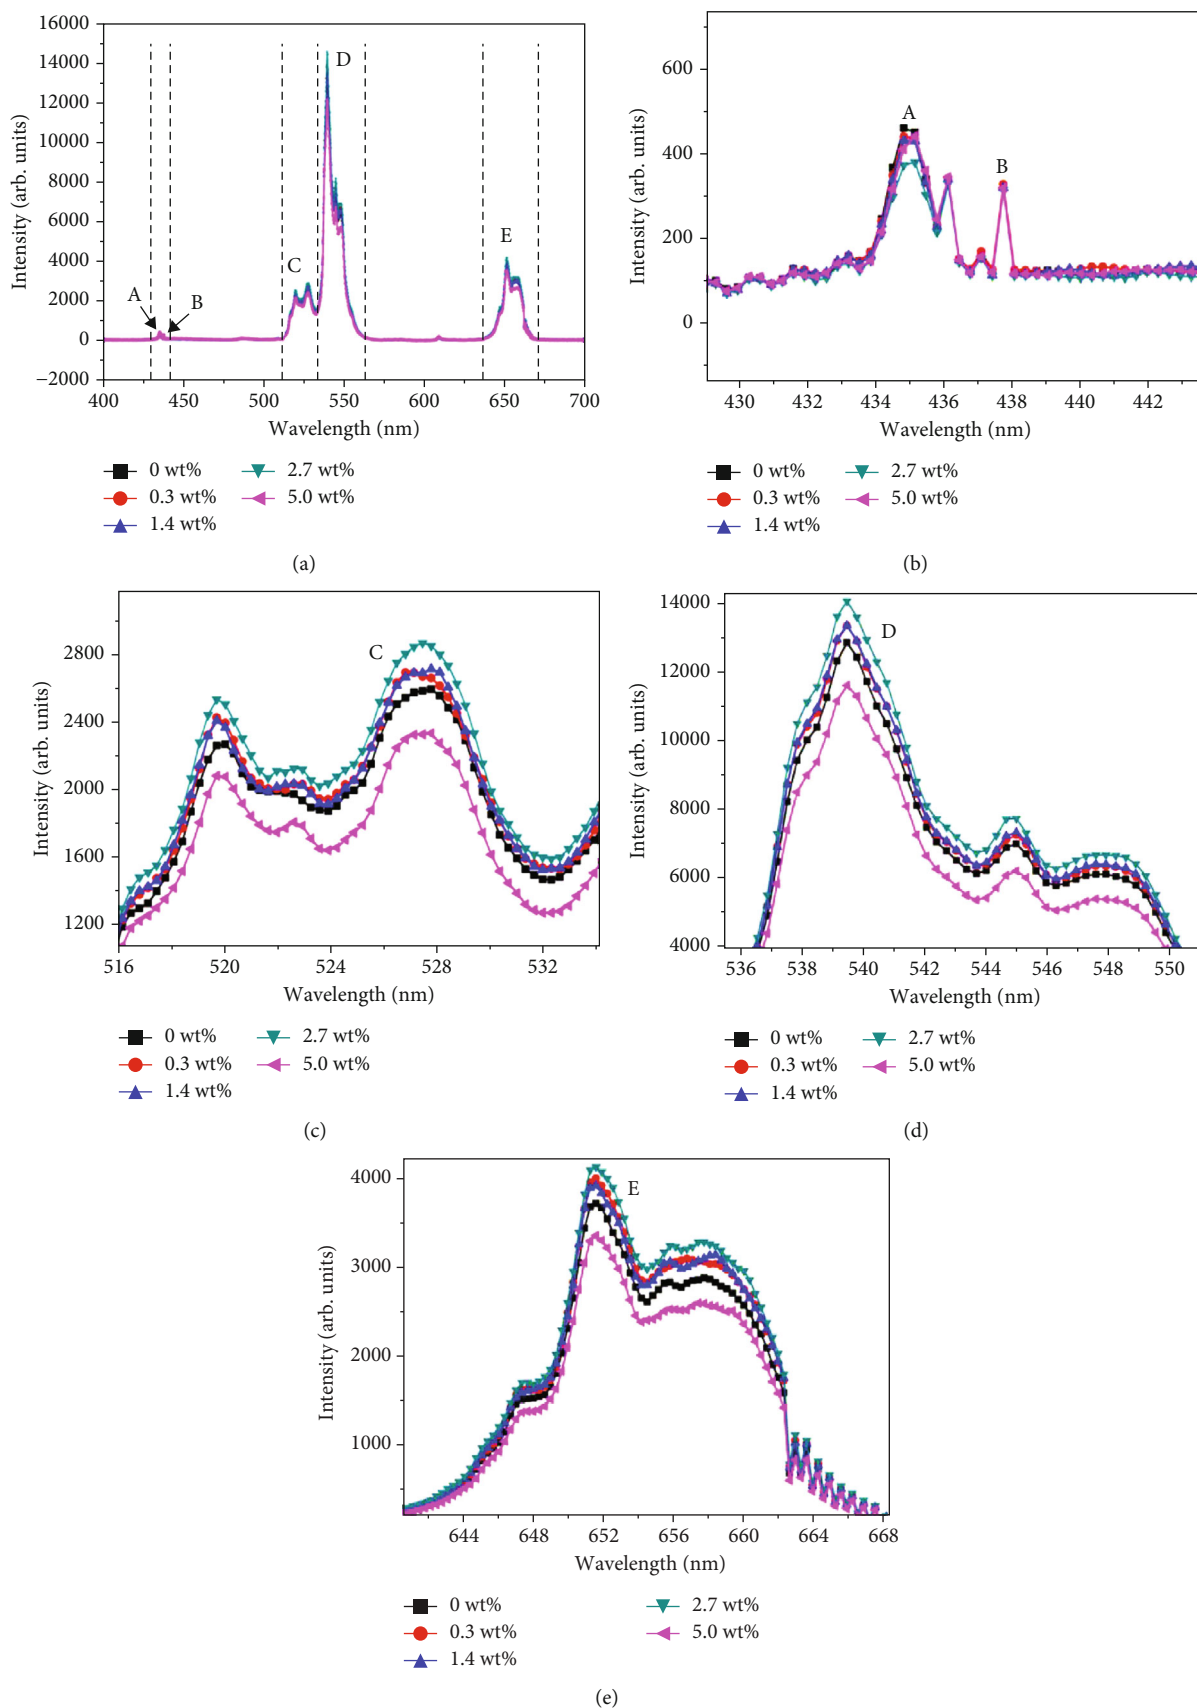 16000
14000
12000
10000
8000
6000
4000
2000
0
−2000
Intensity (arb. units)
A
B
C
D
E
400
450
500
550
600
650
700
Wavelength (nm)
0 wt%
0.3 wt%
1.4 wt%
2.7 wt%
5.0 wt%
(a)
600
400
200
0
Intensity (arb. units)
A
B
430
432
434
436
438
440
442
Wavelength (nm)
0 wt%
0.3 wt%
1.4 wt%
2.7 wt%
5.0 wt%
(b)
2800
2400
2000
1600
1200
Intensity (arb. units)
C
516
520
524
528
532
Wavelength (nm)
0 wt%
0.3 wt%
1.4 wt%
2.7 wt%
5.0 wt%
(c)
14000
12000
10000
8000
6000
4000
Intensity (arb. units)
D
536
538
540
542
544
546
548
550
Wavelength (nm)
0 wt%
0.3 wt%
1.4 wt%
2.7 wt%
5.0 wt%
(d)
4000
3000
2000
1000
Intensity (arb. units)
E
644
648
652
656
660
664
668
Wavelength (nm)
0 wt%
0.3 wt%
1.4 wt%
2.7 wt%
5.0 wt%
(e)